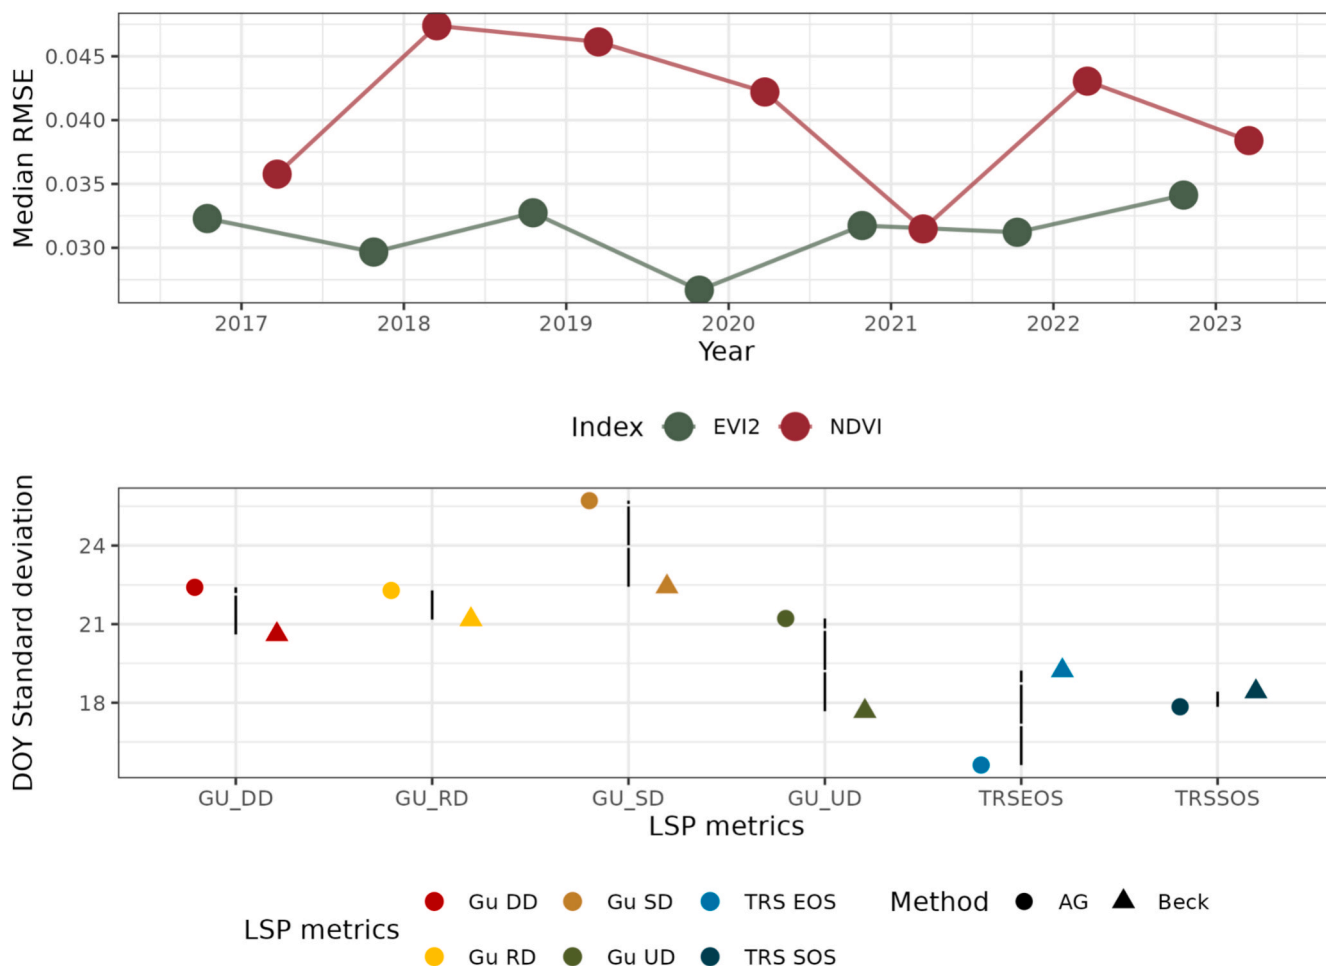 Median RMSE
0.045
0.040
0.035
0.030
2017 2018 2019 2020 2021 2022 2023
Year
Index EVI2 NDVI
DOY Standard deviation
24
21
18
GU_DD GU_RD GU_SD GU_UD TRSEOS TRSSOS
LSP metrics
LSP metrics
Gu DD Gu SD TRS EOS
Gu RD Gu UD TRS SOS
Method AG Beck